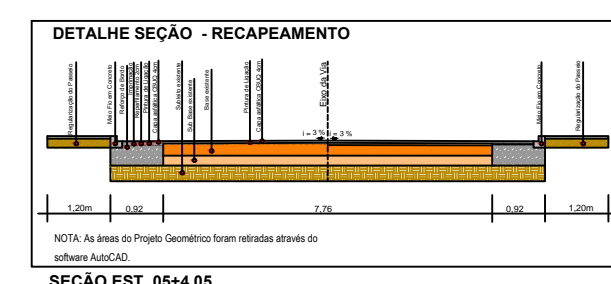 DETALHE SEÇÃO - RECAPEAMENTO
Regularização do Passeio
Meio Fio em Concreto
Reforço de Bordo
Imprimação
Reperfilamento 2cm
Pintura de Ligação
Capa asfáltica CBUQ 4cm
Subleito existente
Sub Base existente
Base existente
Pintura de Ligação
Capa asfáltica CBUQ 4cm
Eixo da Via
Meio Fio em Concreto
Regularização do Passeio
i = 3 % i = 3 %
1,20m 0,92 7,76 0,92 1,20m
NOTA: As áreas do Projeto Geométrico foram retiradas através do
software AutoCAD.
SEÇÃO EST. 05+4,05